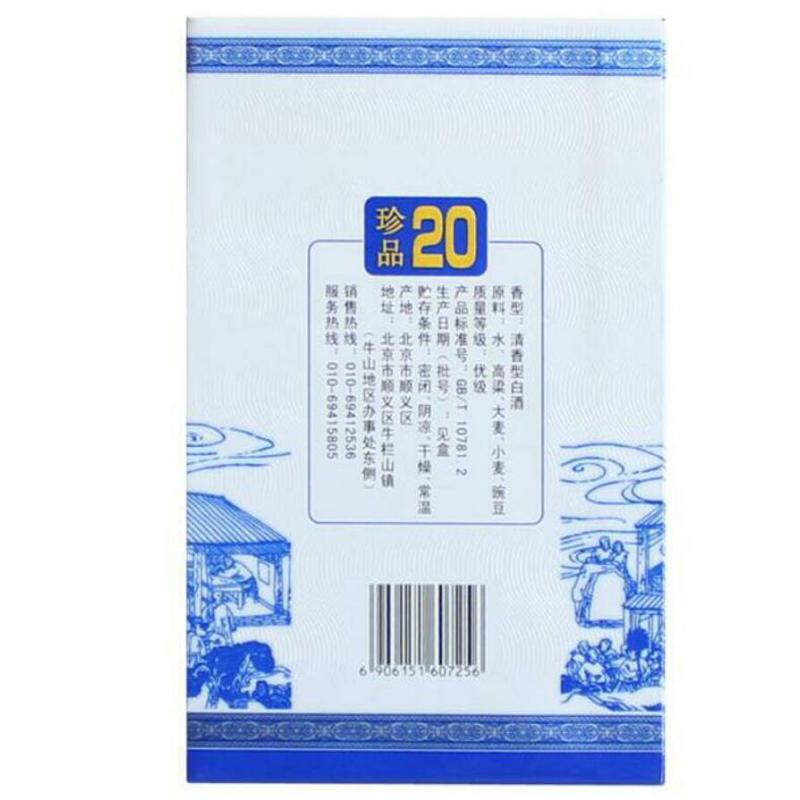 珍品20
香型：清香型白酒
原料：水、高粱、大麦、小麦、豌豆
质量等级：优级
产品标准号：GB/T 10781.2
生产日期（批号）：见盒
贮存条件：密闭、阴凉、干燥、常温
产地：北京市顺义区
地址：北京市顺义区牛栏山镇
（牛山地区办事处东侧）
销售热线：010-69412536
服务热线：010-69415805
6 906151 607256